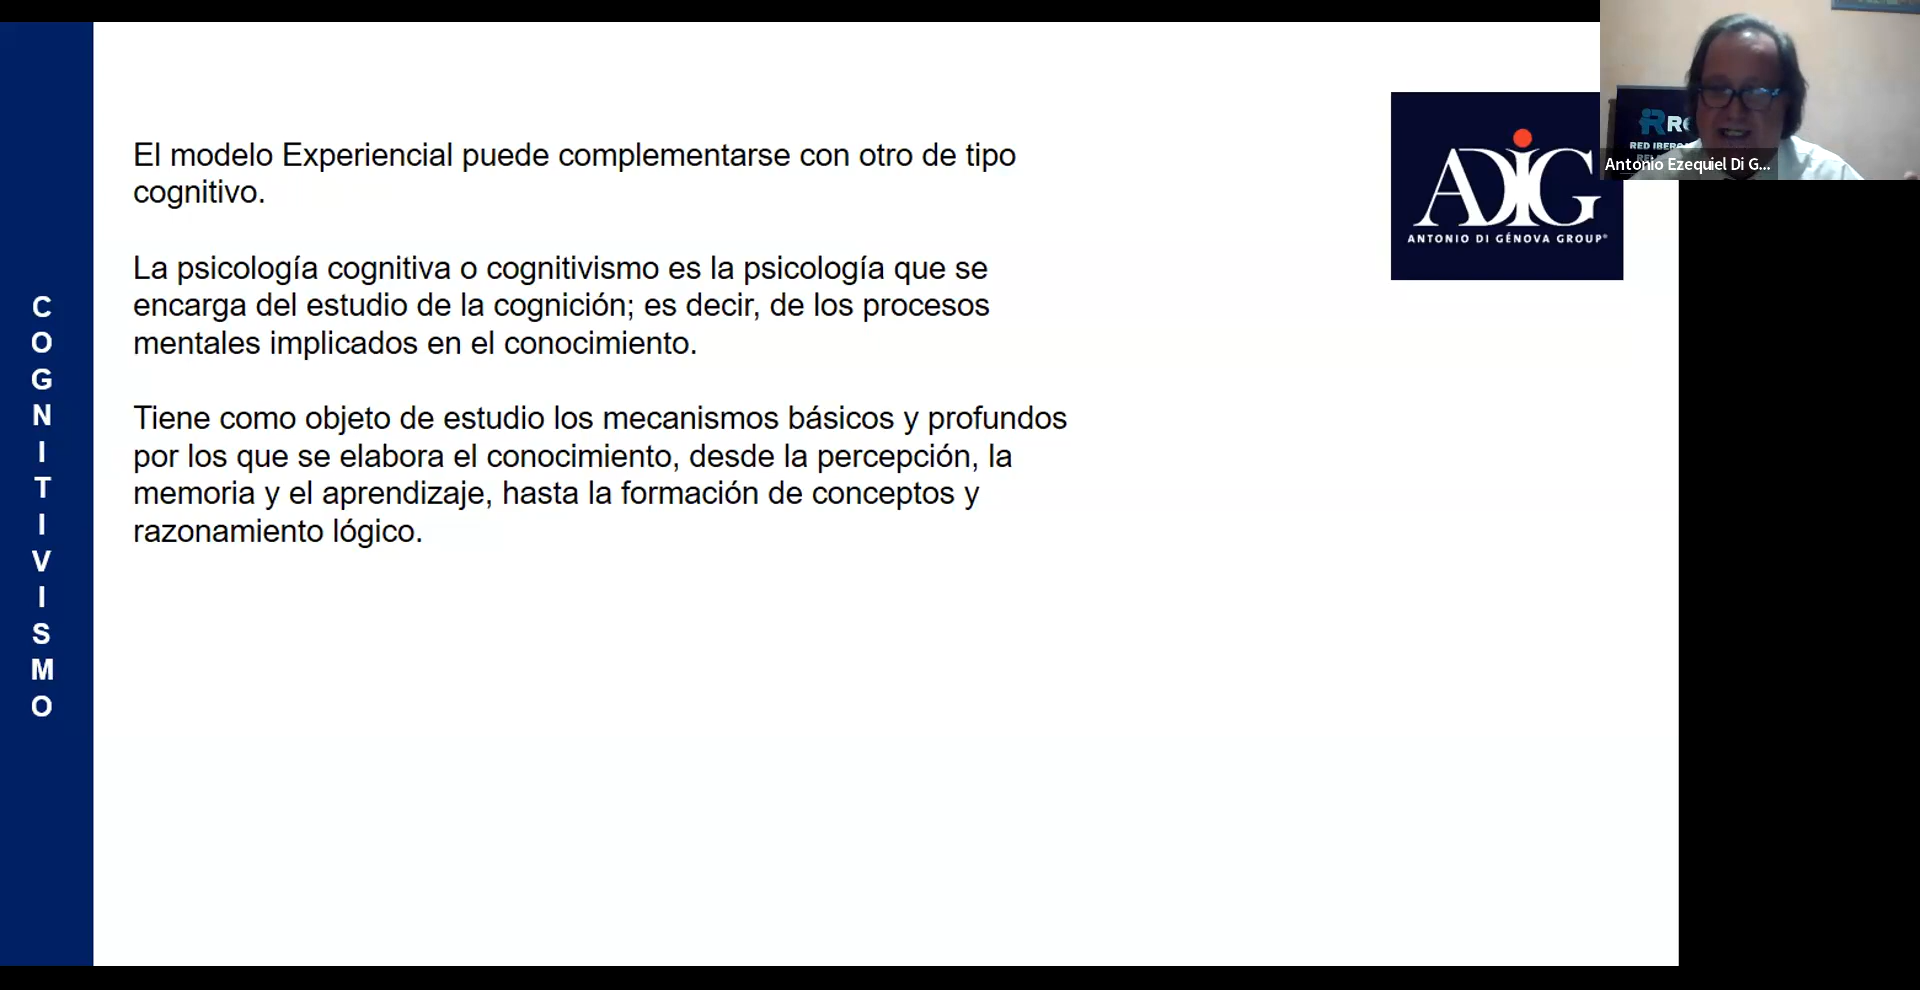 COGNITIVISMO
El modelo Experiencial puede complementarse con otro de tipo
cognitivo.
La psicología cognitiva o cognitivismo es la psicología que se
encarga del estudio de la cognición; es decir, de los procesos
mentales implicados en el conocimiento.
Tiene como objeto de estudio los mecanismos básicos y profundos
por los que se elabora el conocimiento, desde la percepción, la
memoria y el aprendizaje, hasta la formación de conceptos y
razonamiento lógico.
ADiG
ANTONIO DI GÉNOVA GROUP®
RED
Antonio Ezequiel Di G...